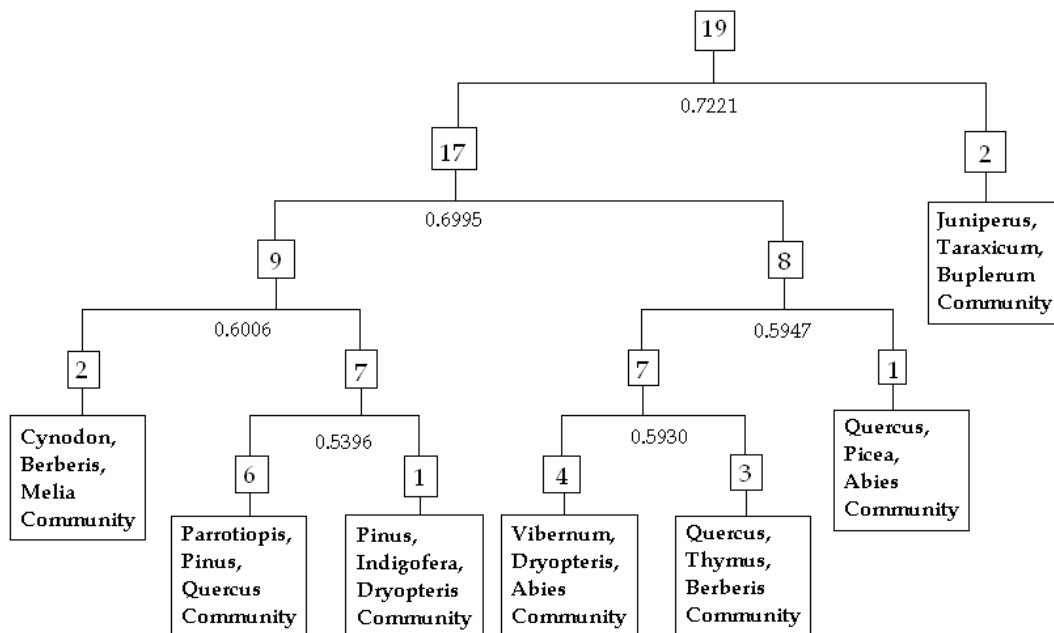 19
0.7221
17
2
0.6995
Juniperus,
Taraxicum,
Buplerum
Community
9
8
0.6006
0.5947
2
7
7
1
Cynodon,
Berberis,
Melia
Community
0.5396
0.5930
Quercus,
Picea,
Abies
Community
6
1
4
3
Parrotiopis,
Pinus,
Quercus
Community
Pinus,
Indigofera,
Dryopteris
Community
Vibernum,
Dryopteris,
Abies
Community
Quercus,
Thymus,
Berberis
Community